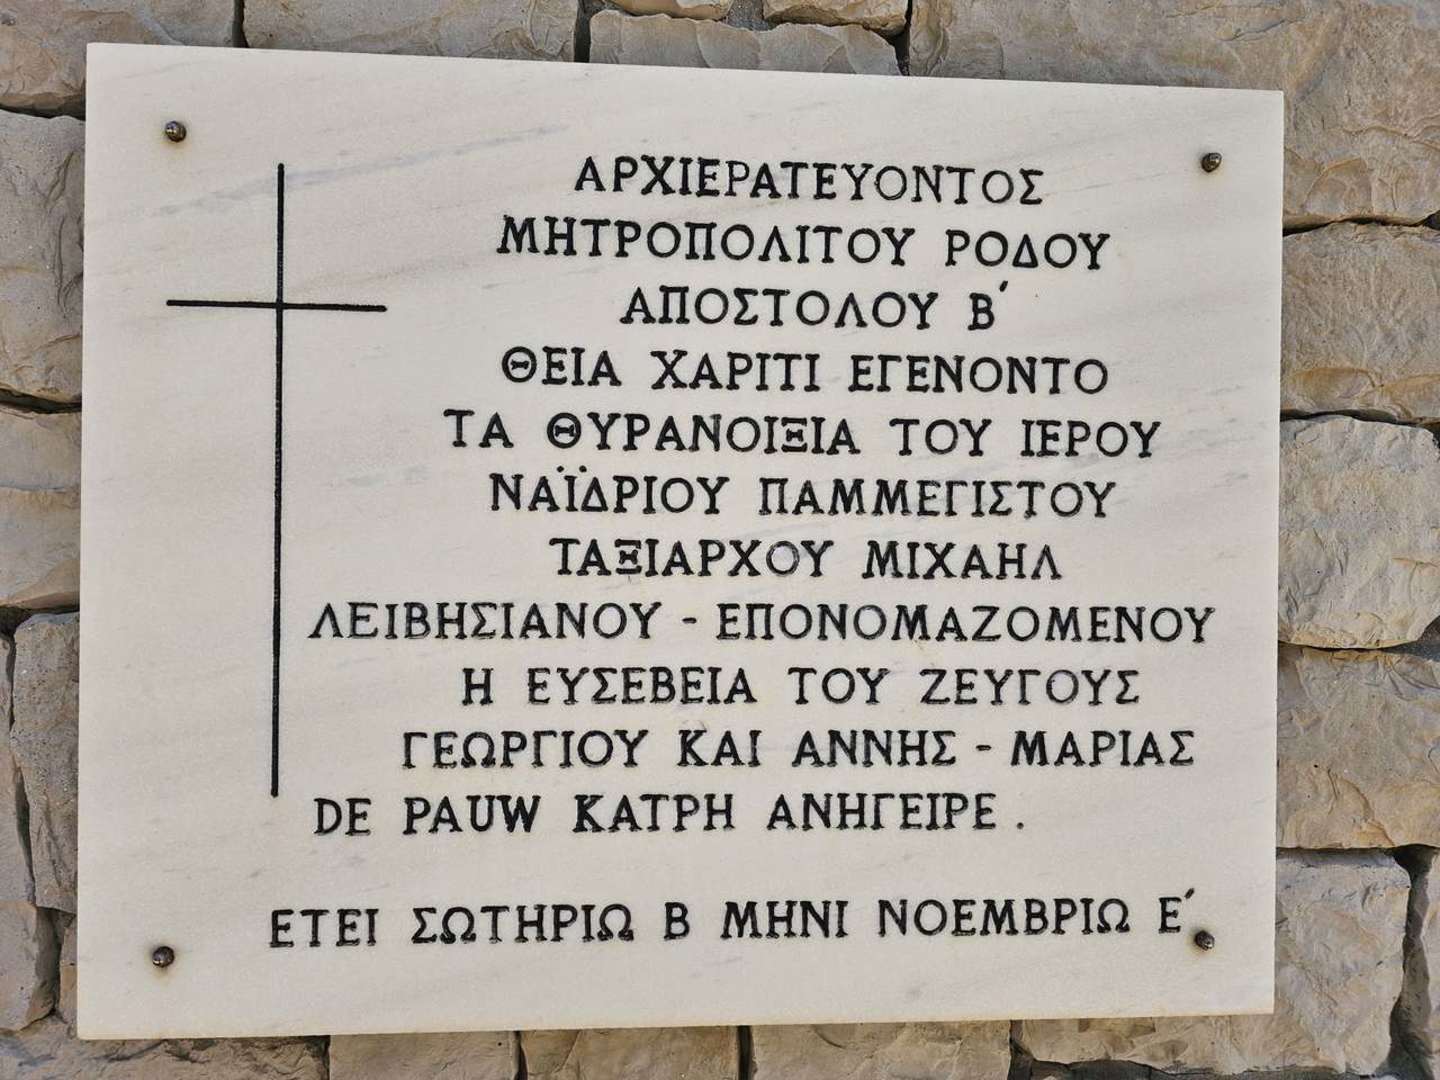 ΑΡΧΙΕΡΑΤΕΥΟΝΤΟΣ
ΜΗΤΡΟΠΟΛΙΤΟΥ ΡΟΔΟΥ
ΑΠΟΣΤΟΛΟΥ Β΄
ΘΕΙΑ ΧΑΡΙΤΙ ΕΓΕΝΟΝΤΟ
ΤΑ ΘΥΡΑΝΟΙΞΙΑ ΤΟΥ ΙΕΡΟΥ
ΝΑΪΔΡΙΟΥ ΠΑΜΜΕΓΙΣΤΟΥ
ΤΑΞΙΑΡΧΟΥ ΜΙΧΑΗΛ
ΛΕΙΒΗΣΙΑΝΟΥ - ΕΠΟΝΟΜΑΖΟΜΕΝΟΥ
Η ΕΥΣΕΒΕΙΑ ΤΟΥ ΖΕΥΓΟΥΣ
ΓΕΩΡΓΙΟΥ ΚΑΙ ΑΝΝΗΣ - ΜΑΡΙΑΣ
DE PAUW ΚΑΤΡΗ ΑΝΗΓΕΙΡΕ .
ΕΤΕΙ ΣΩΤΗΡΙΩ Β ΜΗΝΙ ΝΟΕΜΒΡΙΩ Ε΄